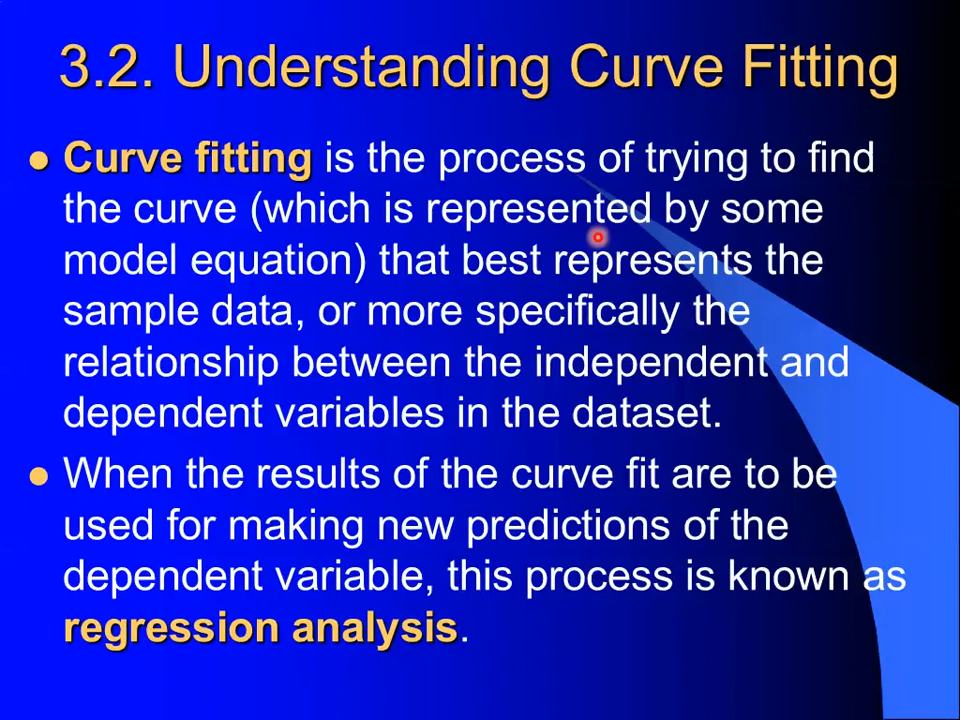 3.2. Understanding Curve Fitting
Curve fitting is the process of trying to find
the curve (which is represented by some
model equation) that best represents the
sample data, or more specifically the
relationship between the independent and
dependent variables in the dataset.
When the results of the curve fit are to be
used for making new predictions of the
dependent variable, this process is known as
regression analysis.